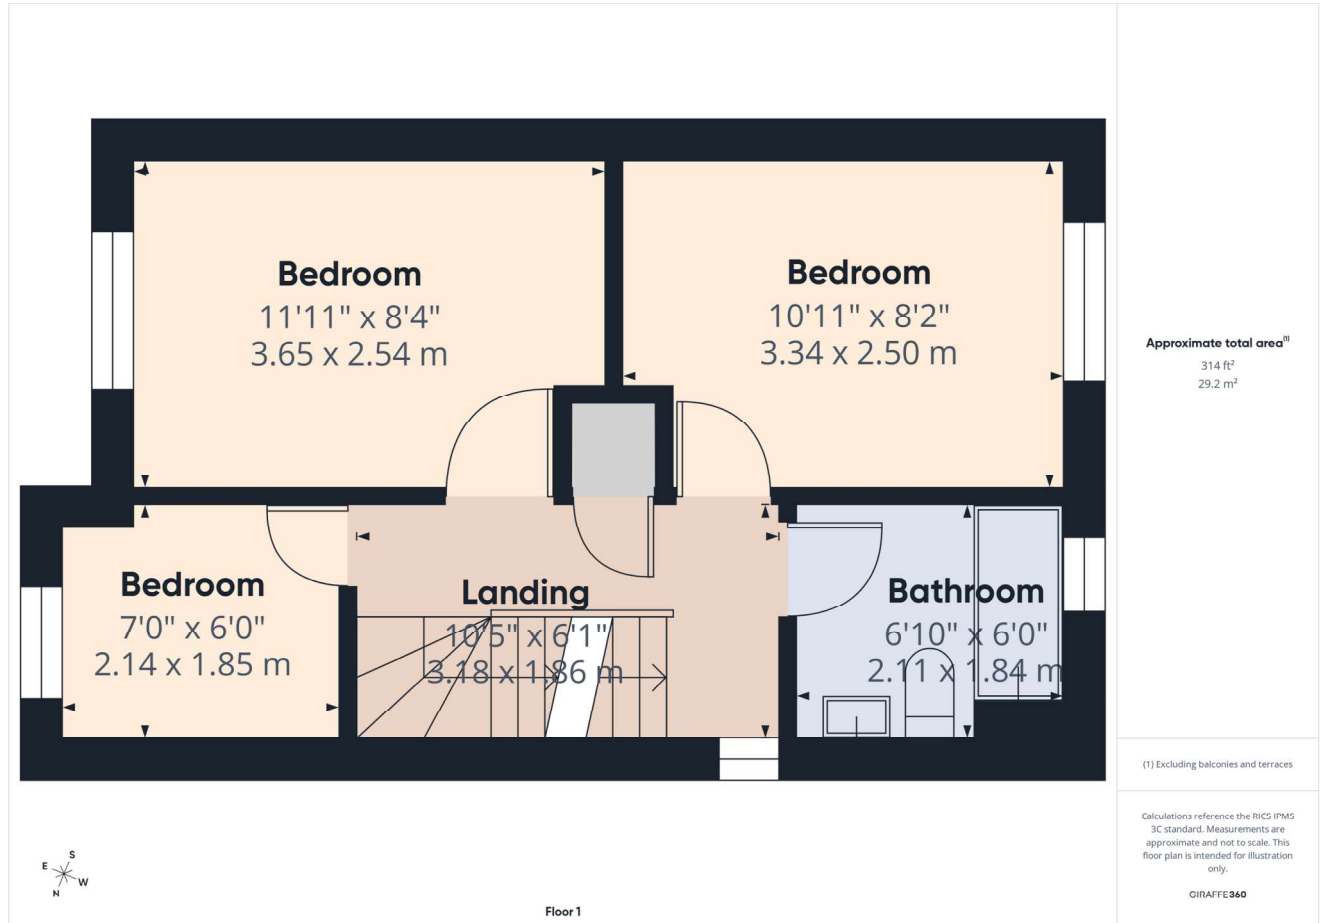 Bedroom
11'11" x 8'4"
3.65 x 2.54 m
Bedroom
10'11" x 8'2"
3.34 x 2.50 m
Bedroom
7'0" x 6'0"
2.14 x 1.85 m
Landing
10'5" x 6'1"
3.18 x 1.86 m
Bathroom
6'10" x 6'0"
2.11 x 1.84 m
Approximate total area(1)
314 ft²
29.2 m²
(1) Excluding balconies and terraces
Calculations reference the RICS IPMS
3C standard. Measurements are
approximate and not to scale. This
floor plan is intended for illustration
only.
GIRAFFE360
S
E
W
N
Floor 1